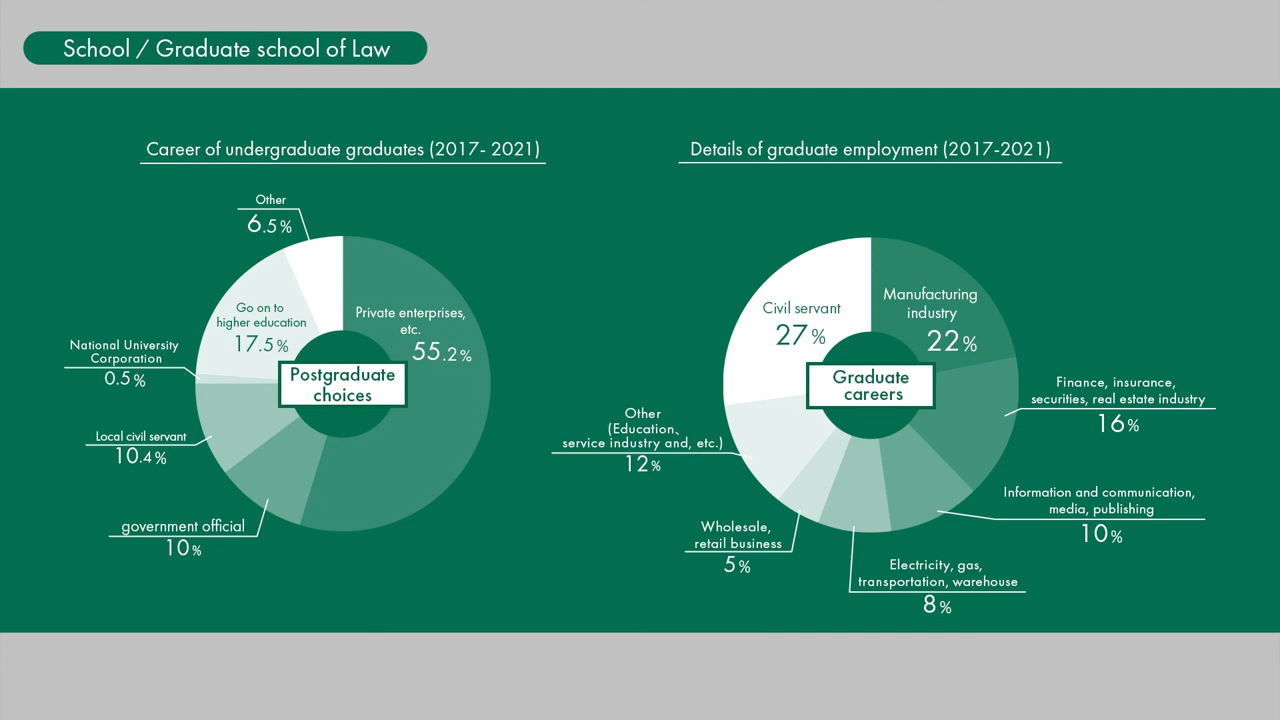 School / Graduate school of Law
Career of undergraduate graduates (2017- 2021)
Other
6.5%
Private enterprises,
etc.
55.2%
Go on to
higher education
17.5%
National University
Corporation
0.5%
Local civil servant
10.4%
government official
10%
Postgraduate
choices
Details of graduate employment (2017-2021)
Civil servant
27%
Manufacturing
industry
22%
Graduate
careers
Finance, insurance,
securities, real estate industry
16%
Other
(Education、
service industry and, etc.)
12%
Information and communication,
media, publishing
10%
Wholesale,
retail business
5%
Electricity, gas,
transportation, warehouse
8%